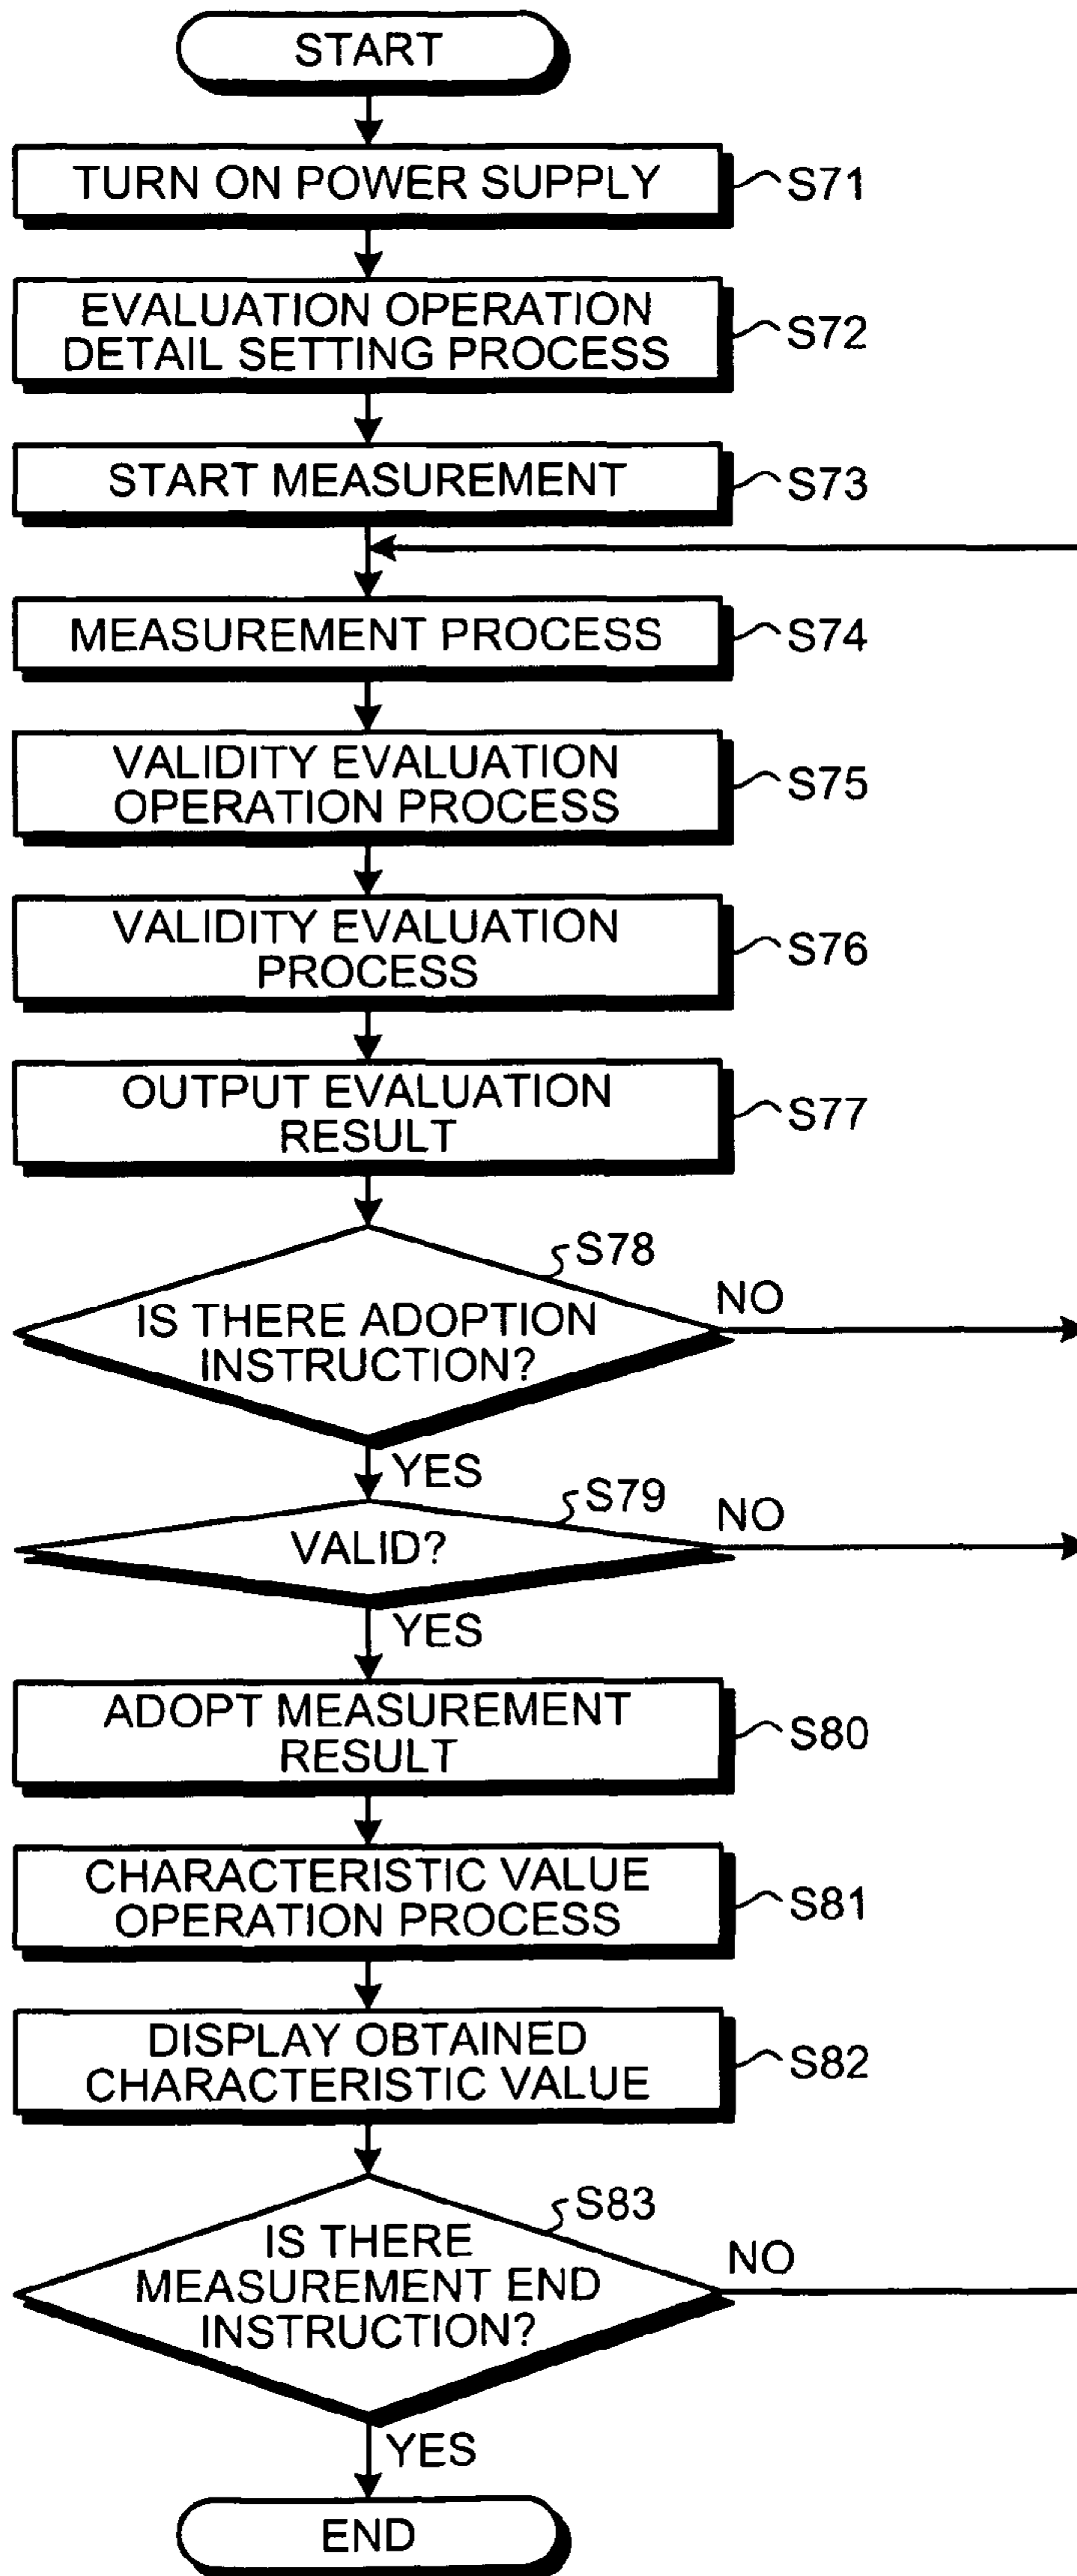 START
TURN ON POWER SUPPLY
S71
EVALUATION OPERATION
DETAIL SETTING PROCESS
S72
START MEASUREMENT
S73
MEASUREMENT PROCESS
S74
VALIDITY EVALUATION
OPERATION PROCESS
S75
VALIDITY EVALUATION
PROCESS
S76
OUTPUT EVALUATION
RESULT
S77
S78
IS THERE ADOPTION
INSTRUCTION?
NO
YES
S79
VALID?
NO
YES
ADOPT MEASUREMENT
RESULT
S80
CHARACTERISTIC VALUE
OPERATION PROCESS
S81
DISPLAY OBTAINED
CHARACTERISTIC VALUE
S82
S83
IS THERE
MEASUREMENT END
INSTRUCTION?
NO
YES
END